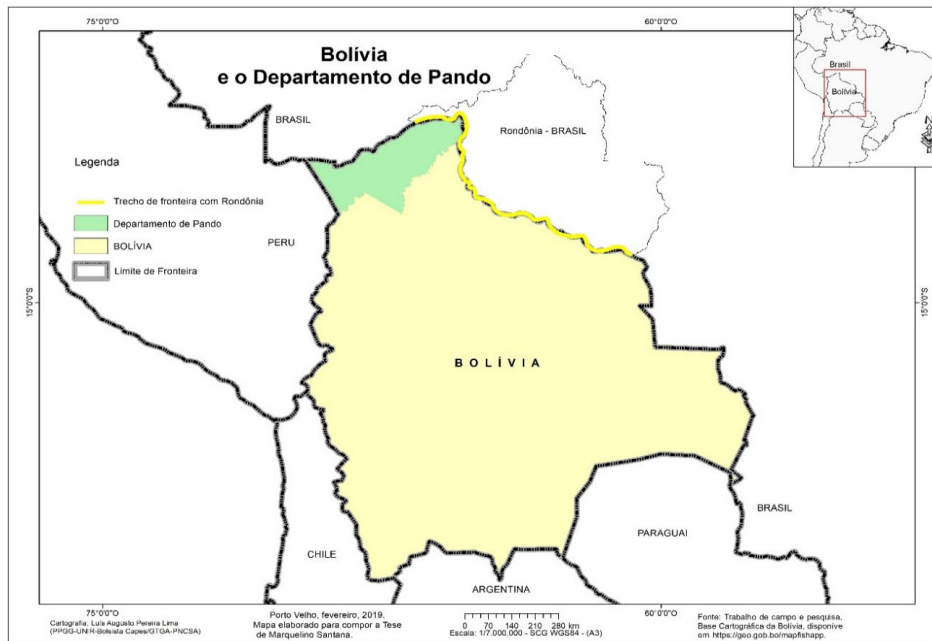 75°0'0"O
60°0'0"O
Bolívia
e o Departamento de Pando
BRASIL
Rondônia - BRASIL
Brasil
Bolívia
N
Legenda
Trecho de fronteira com Rondônia
Departamento de Pando
BOLÍVIA
Limite de Fronteira
PERU
15°0'0"S
15°0'0"S
BOLÍVIA
CHILE
ARGENTINA
PARAGUAI
BRASIL
75°0'0"O
60°0'0"O
Cartografia: Luís Augusto Pereira Lima
(PPGG-UNIR-Bolsista Capes/GTGA-PNCSA)
Porto Velho, fevereiro, 2019.
Mapa elaborado para compor a Tese
de Marquelino Santana.
0 70 140 210 280 km
Escala: 1/7.000.000 - SCG WGS84 - (A3)
Fonte: Trabalho de campo e pesquisa,
Base Cartográfica da Bolívia, disponive
em https://geo.gob.bo/mapfishapp.